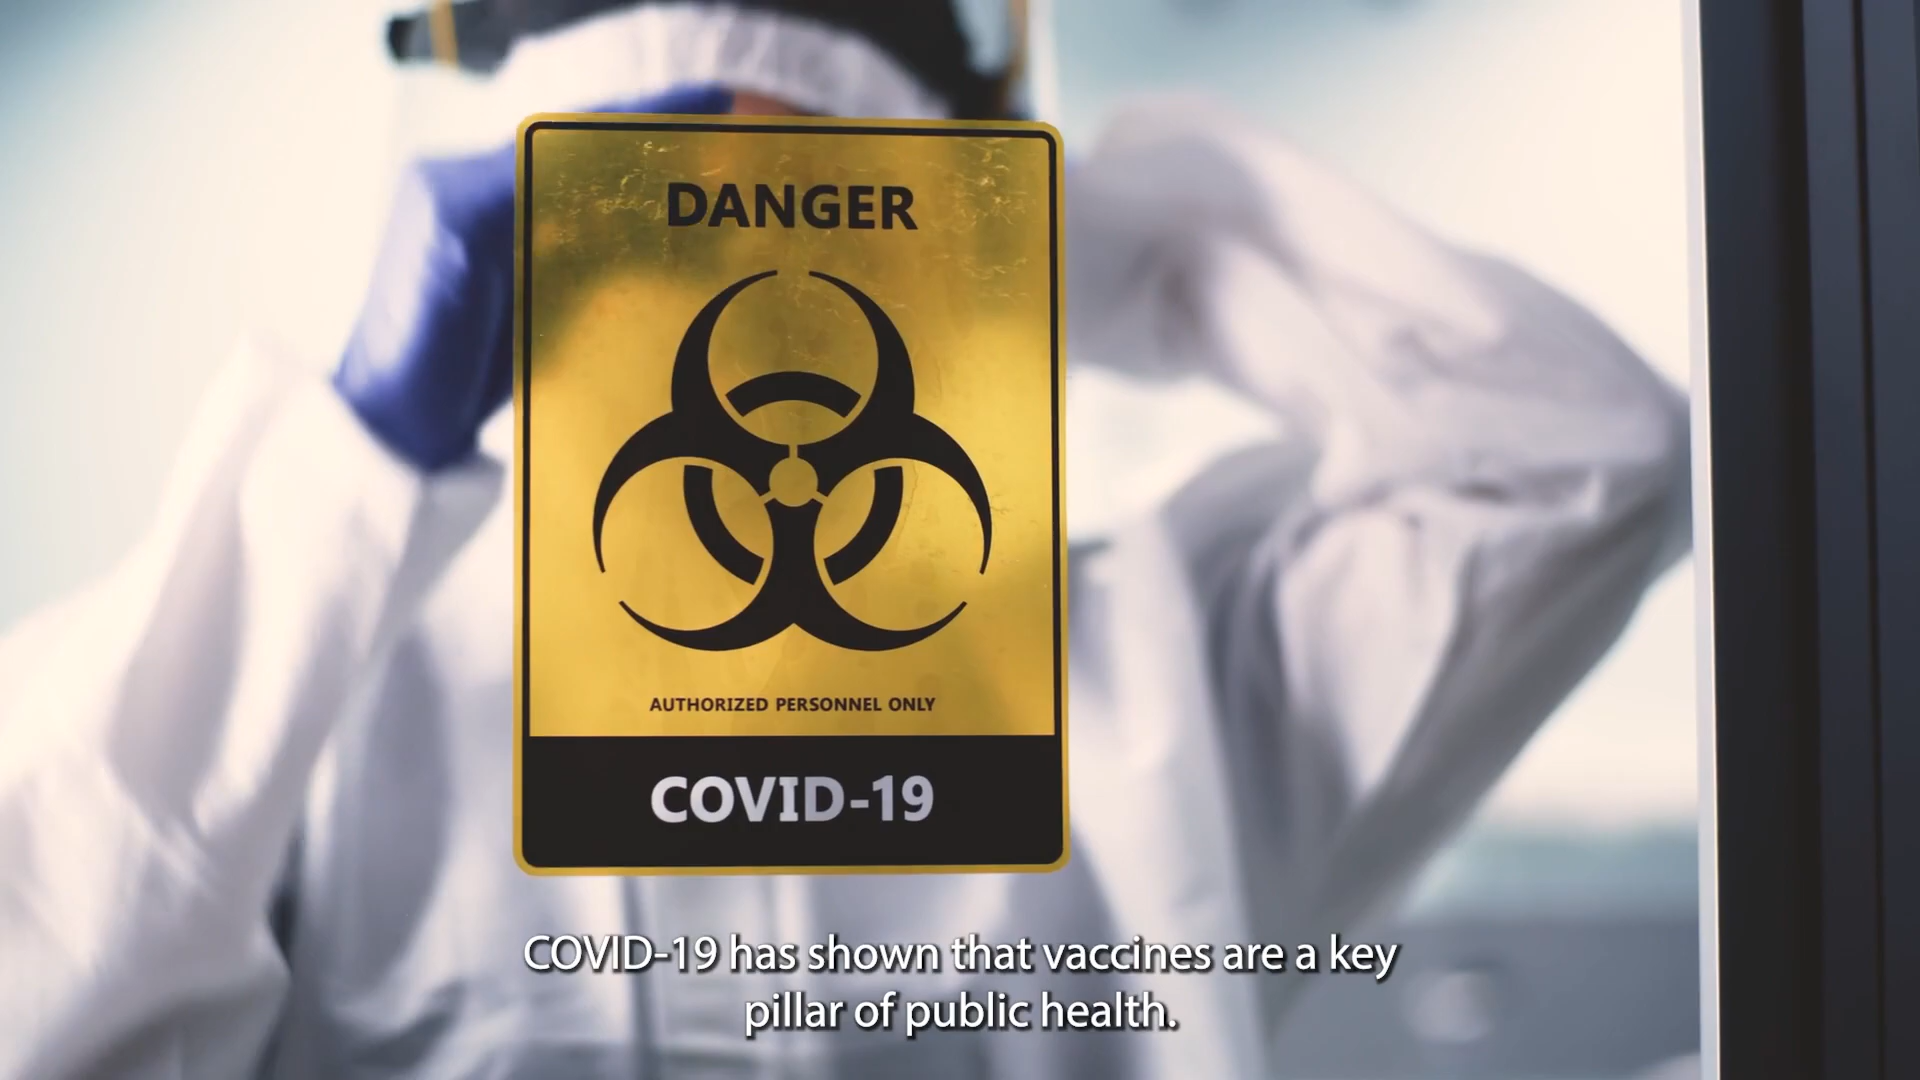 DANGER
AUTHORIZED PERSONNEL ONLY
COVID-19
COVID-19 has shown that vaccines are a key
pillar of public health.